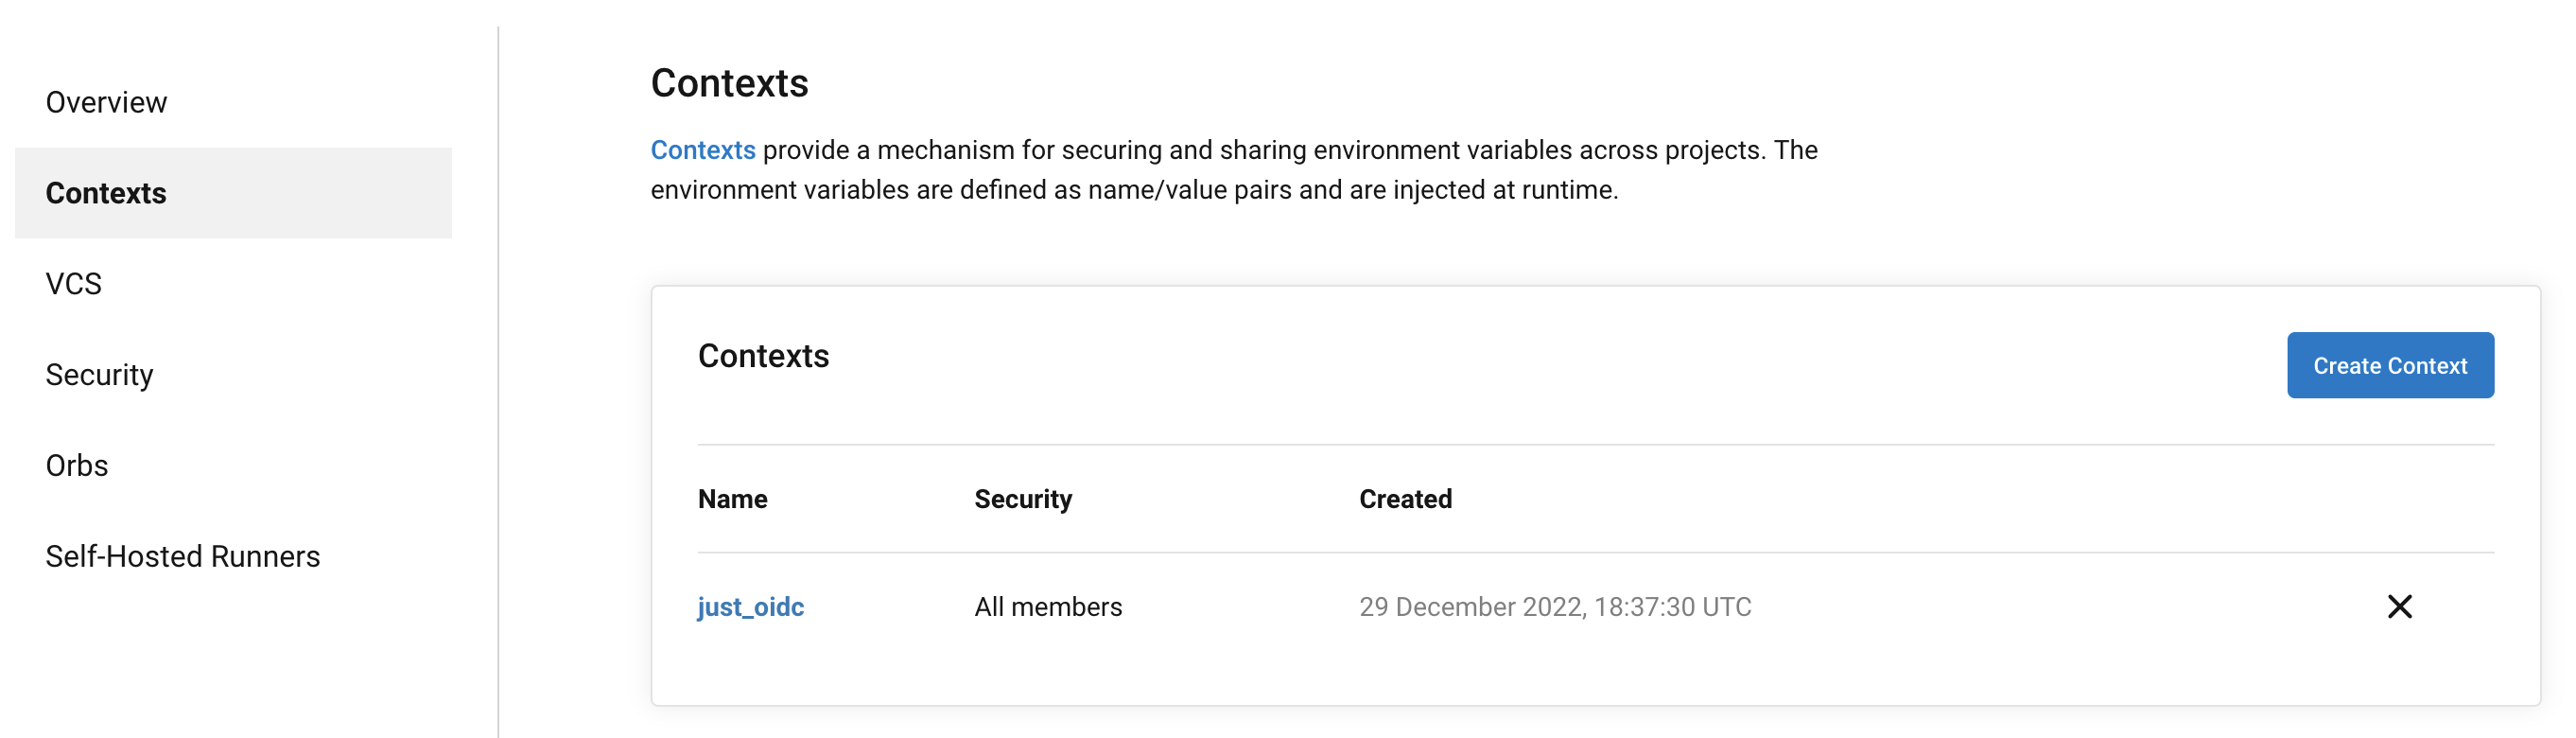 Overview
Contexts
VCS
Security
Orbs
Self-Hosted Runners
Contexts
Contexts provide a mechanism for securing and sharing environment variables across projects. The
environment variables are defined as name/value pairs and are injected at runtime.
Contexts
Create Context
Name Security Created
just_oidc All members 29 December 2022, 18:37:30 UTC